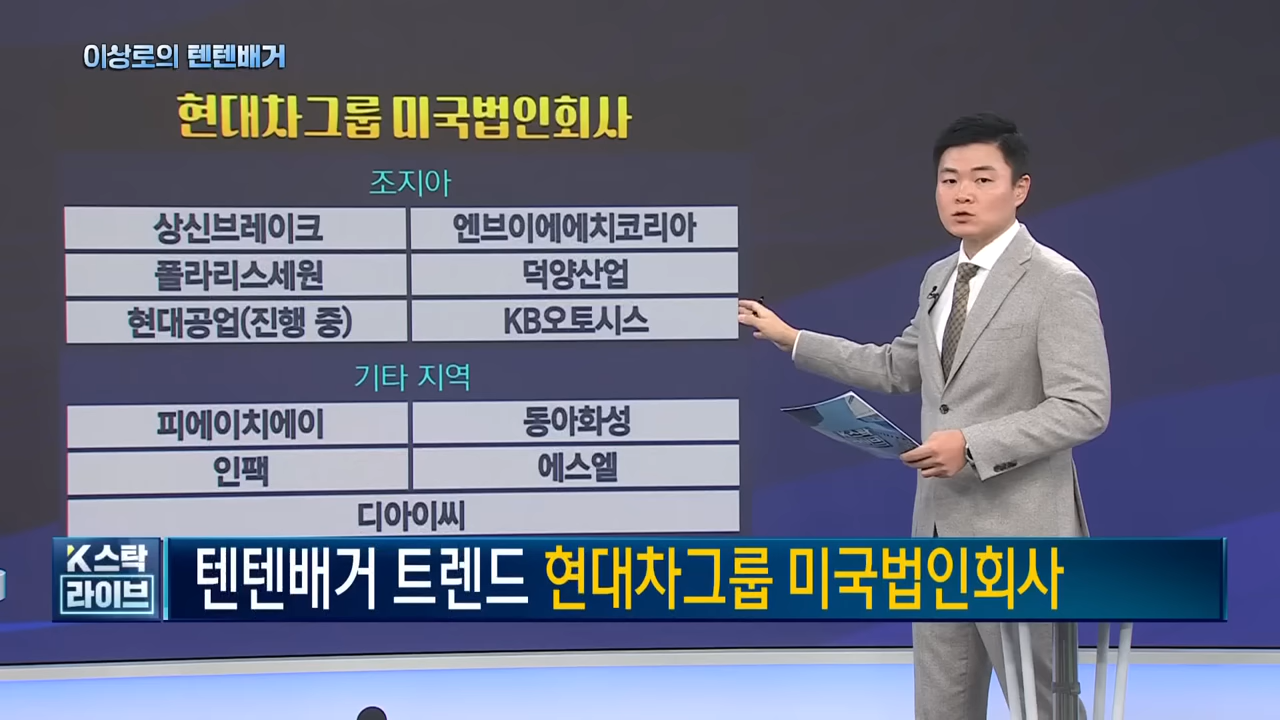 이상로의 텐텐배거
현대차그룹 미국법인회사
조지아
상신브레이크 엔브이에에치코리아
폴라리스세원 덕양산업
현대공업(진행 중) KB오토시스
기타 지역
피에이치에이 동아화성
인팩 에스엘
디아이씨
K스탁
라이브
텐텐배거 트렌드 현대차그룹 미국법인회사